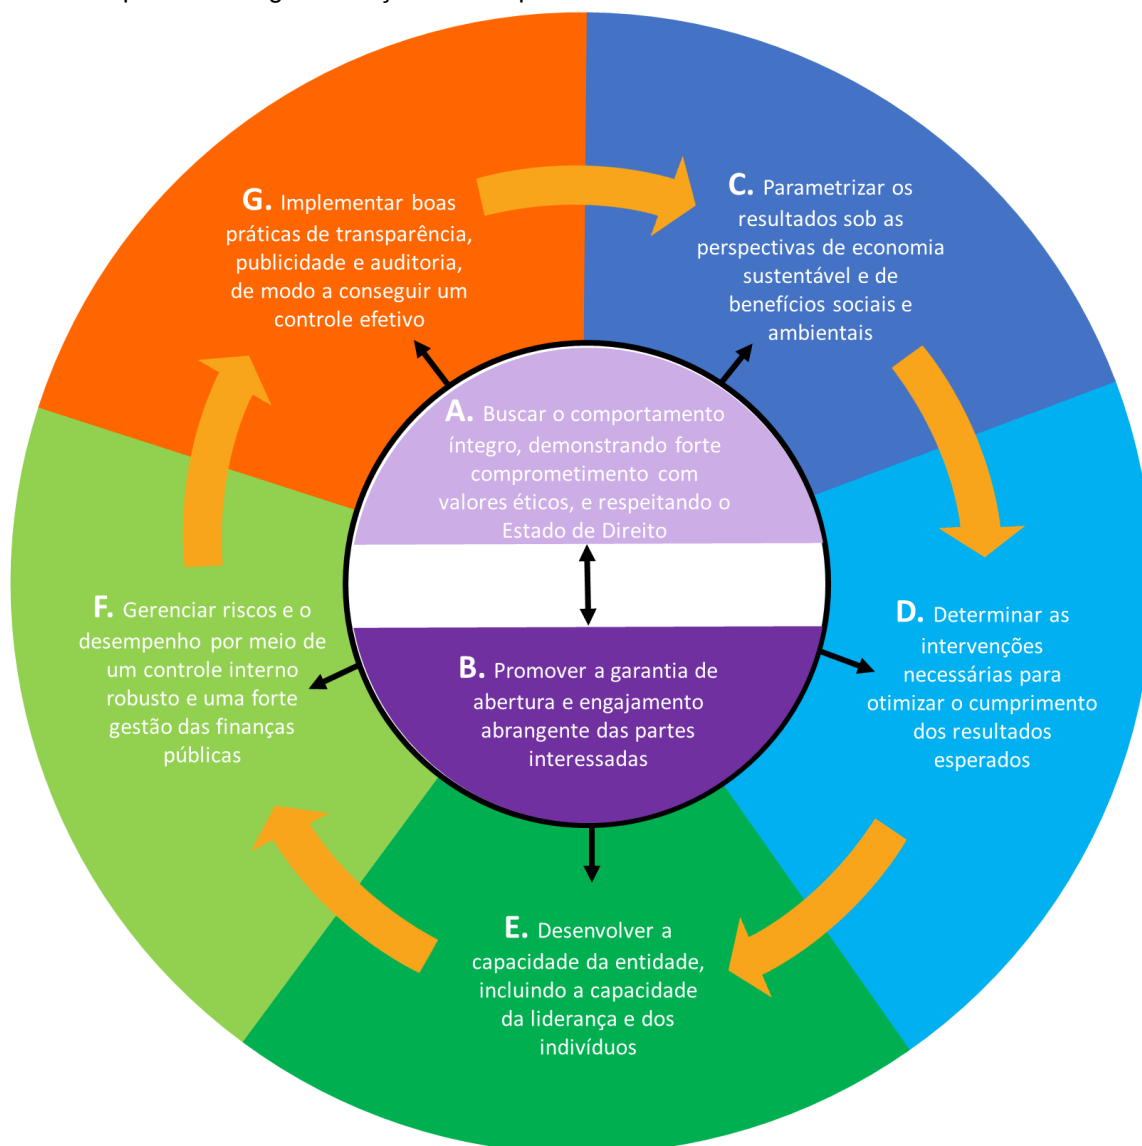 G. Implementar boas
práticas de transparência,
publicidade e auditoria,
de modo a conseguir um
controle efetivo
C. Parametrizar os
resultados sob as
perspectivas de economia
sustentável e de
benefícios sociais e
ambientais
A. Buscar o comportamento
íntegro, demonstrando forte
comprometimento com
valores éticos, e respeitando o
Estado de Direito
B. Promover a garantia de
abertura e engajamento
abrangente das partes
interessadas
D. Determinar as
intervenções
necessárias para
otimizar o cumprimento
dos resultados
esperados
F. Gerenciar riscos e o
desempenho por meio de
um controle interno
robusto e uma forte
gestão das finanças
públicas
E. Desenvolver a
capacidade da entidade,
incluindo a capacidade
da liderança e dos
indivíduos